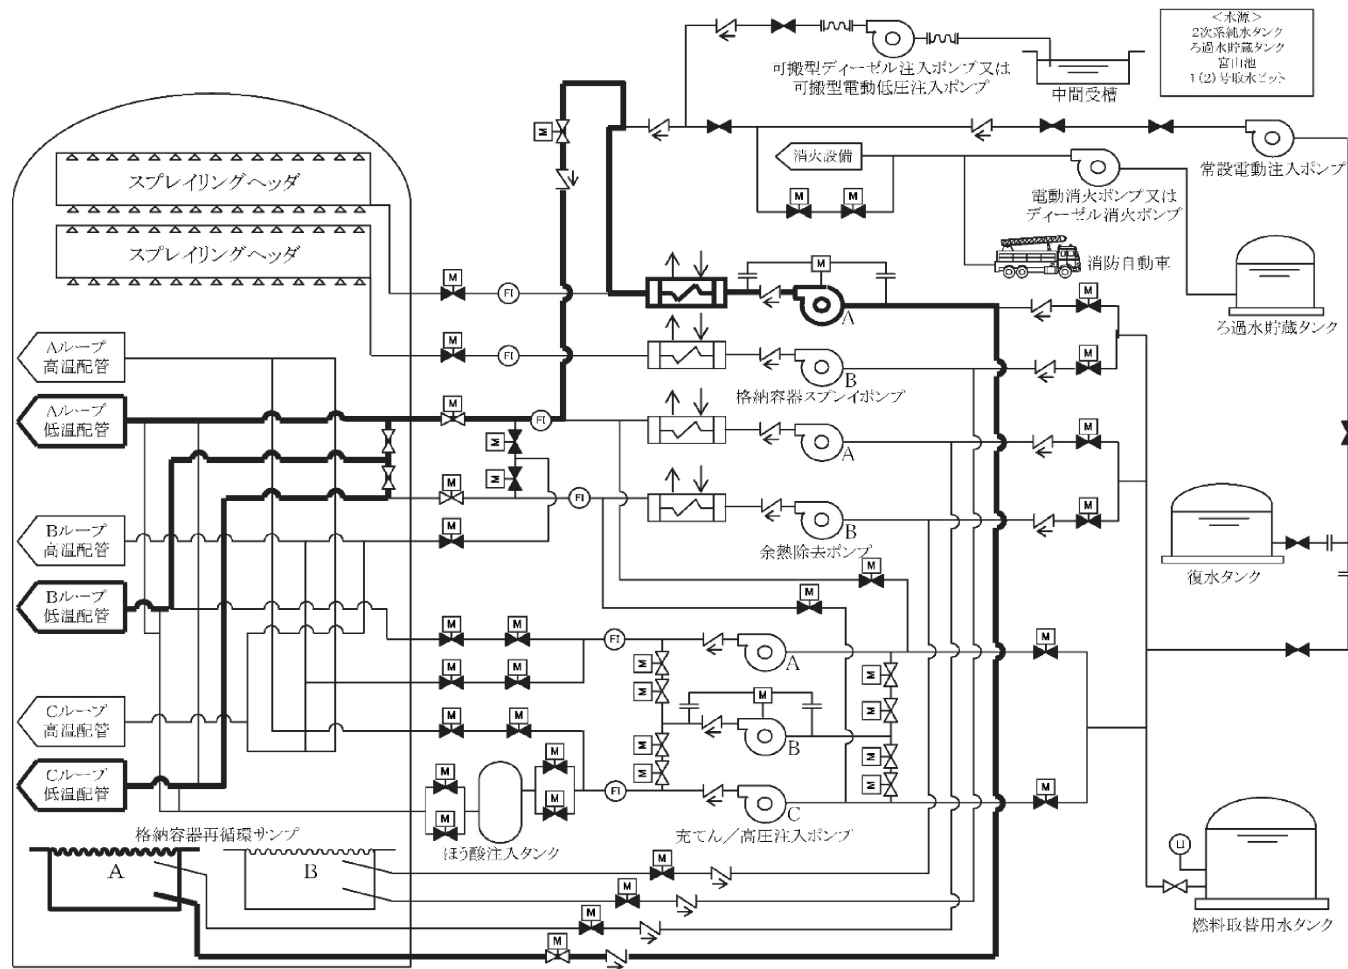 <水源>
2次系純水タンク
ろ過水貯蔵タンク
宮山池
1(2)号取水ピット
可搬型ディーゼル注入ポンプ又は
可搬型電動低圧注入ポンプ
中間受槽
M
消火設備
常設電動注入ポンプ
スプレイリングヘッダ
電動消火ポンプ又は
ディーゼル消火ポンプ
M
M
スプレイリングヘッダ
消防自動車
M
M
FI
M
A
ろ過水貯蔵タンク
M
FI
B
M
格納容器スプレイポンプ
Aループ
高温配管
Aループ
低温配管
M
FI
M
A
M
M
M
FI
B
M
余熱除去ポンプ
Bループ
高温配管
M
M
復水タンク
Bループ
低温配管
M
M
M
FI
A
M
M
M
M
M
M
M
Cループ
高温配管
M
M
M
B
M
M
M
M
Cループ
低温配管
M
M
M
M
FI
C
M
ほう酸注入タンク
充てん/高圧注入ポンプ
格納容器再循環サンプ
A
B
M
M
M
M
LI
燃料取替用水タンク